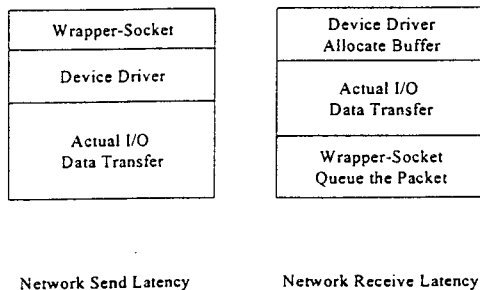 Wrapper-Socket
Device Driver
Actual I/O
Data Transfer
Network Send Latency
Device Driver
Allocate Buffer
Actual I/O
Data Transfer
Wrapper-Socket
Queue the Packet
Network Receive Latency